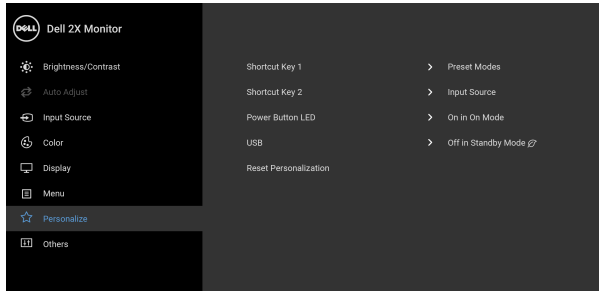 DELL Dell 2X Monitor
Brightness/Contrast
Auto Adjust
Input Source
Color
Display
Menu
Personalize
Others
Shortcut Key 1 > Preset Modes
Shortcut Key 2 > Input Source
Power Button LED > On in On Mode
USB > Off in Standby Mode
Reset Personalization